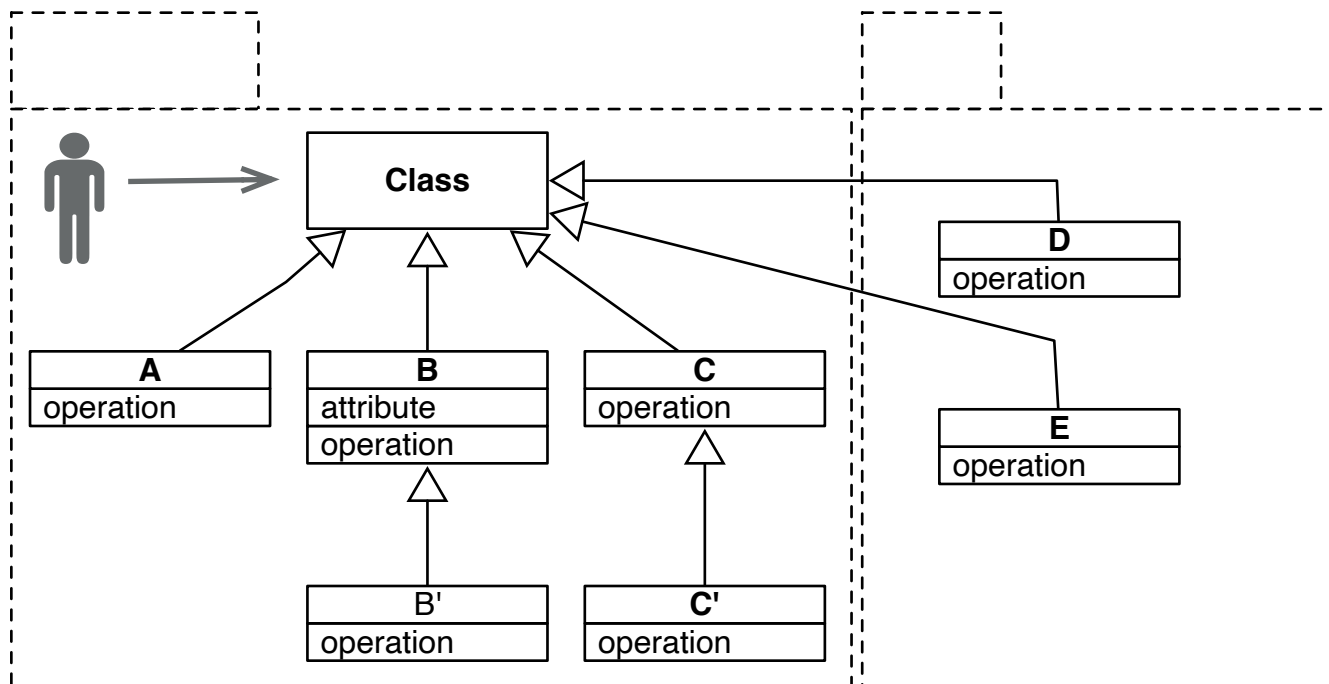 Class
D
operation
A
operation
B
attribute
operation
C
operation
E
operation
B'
operation
C'
operation